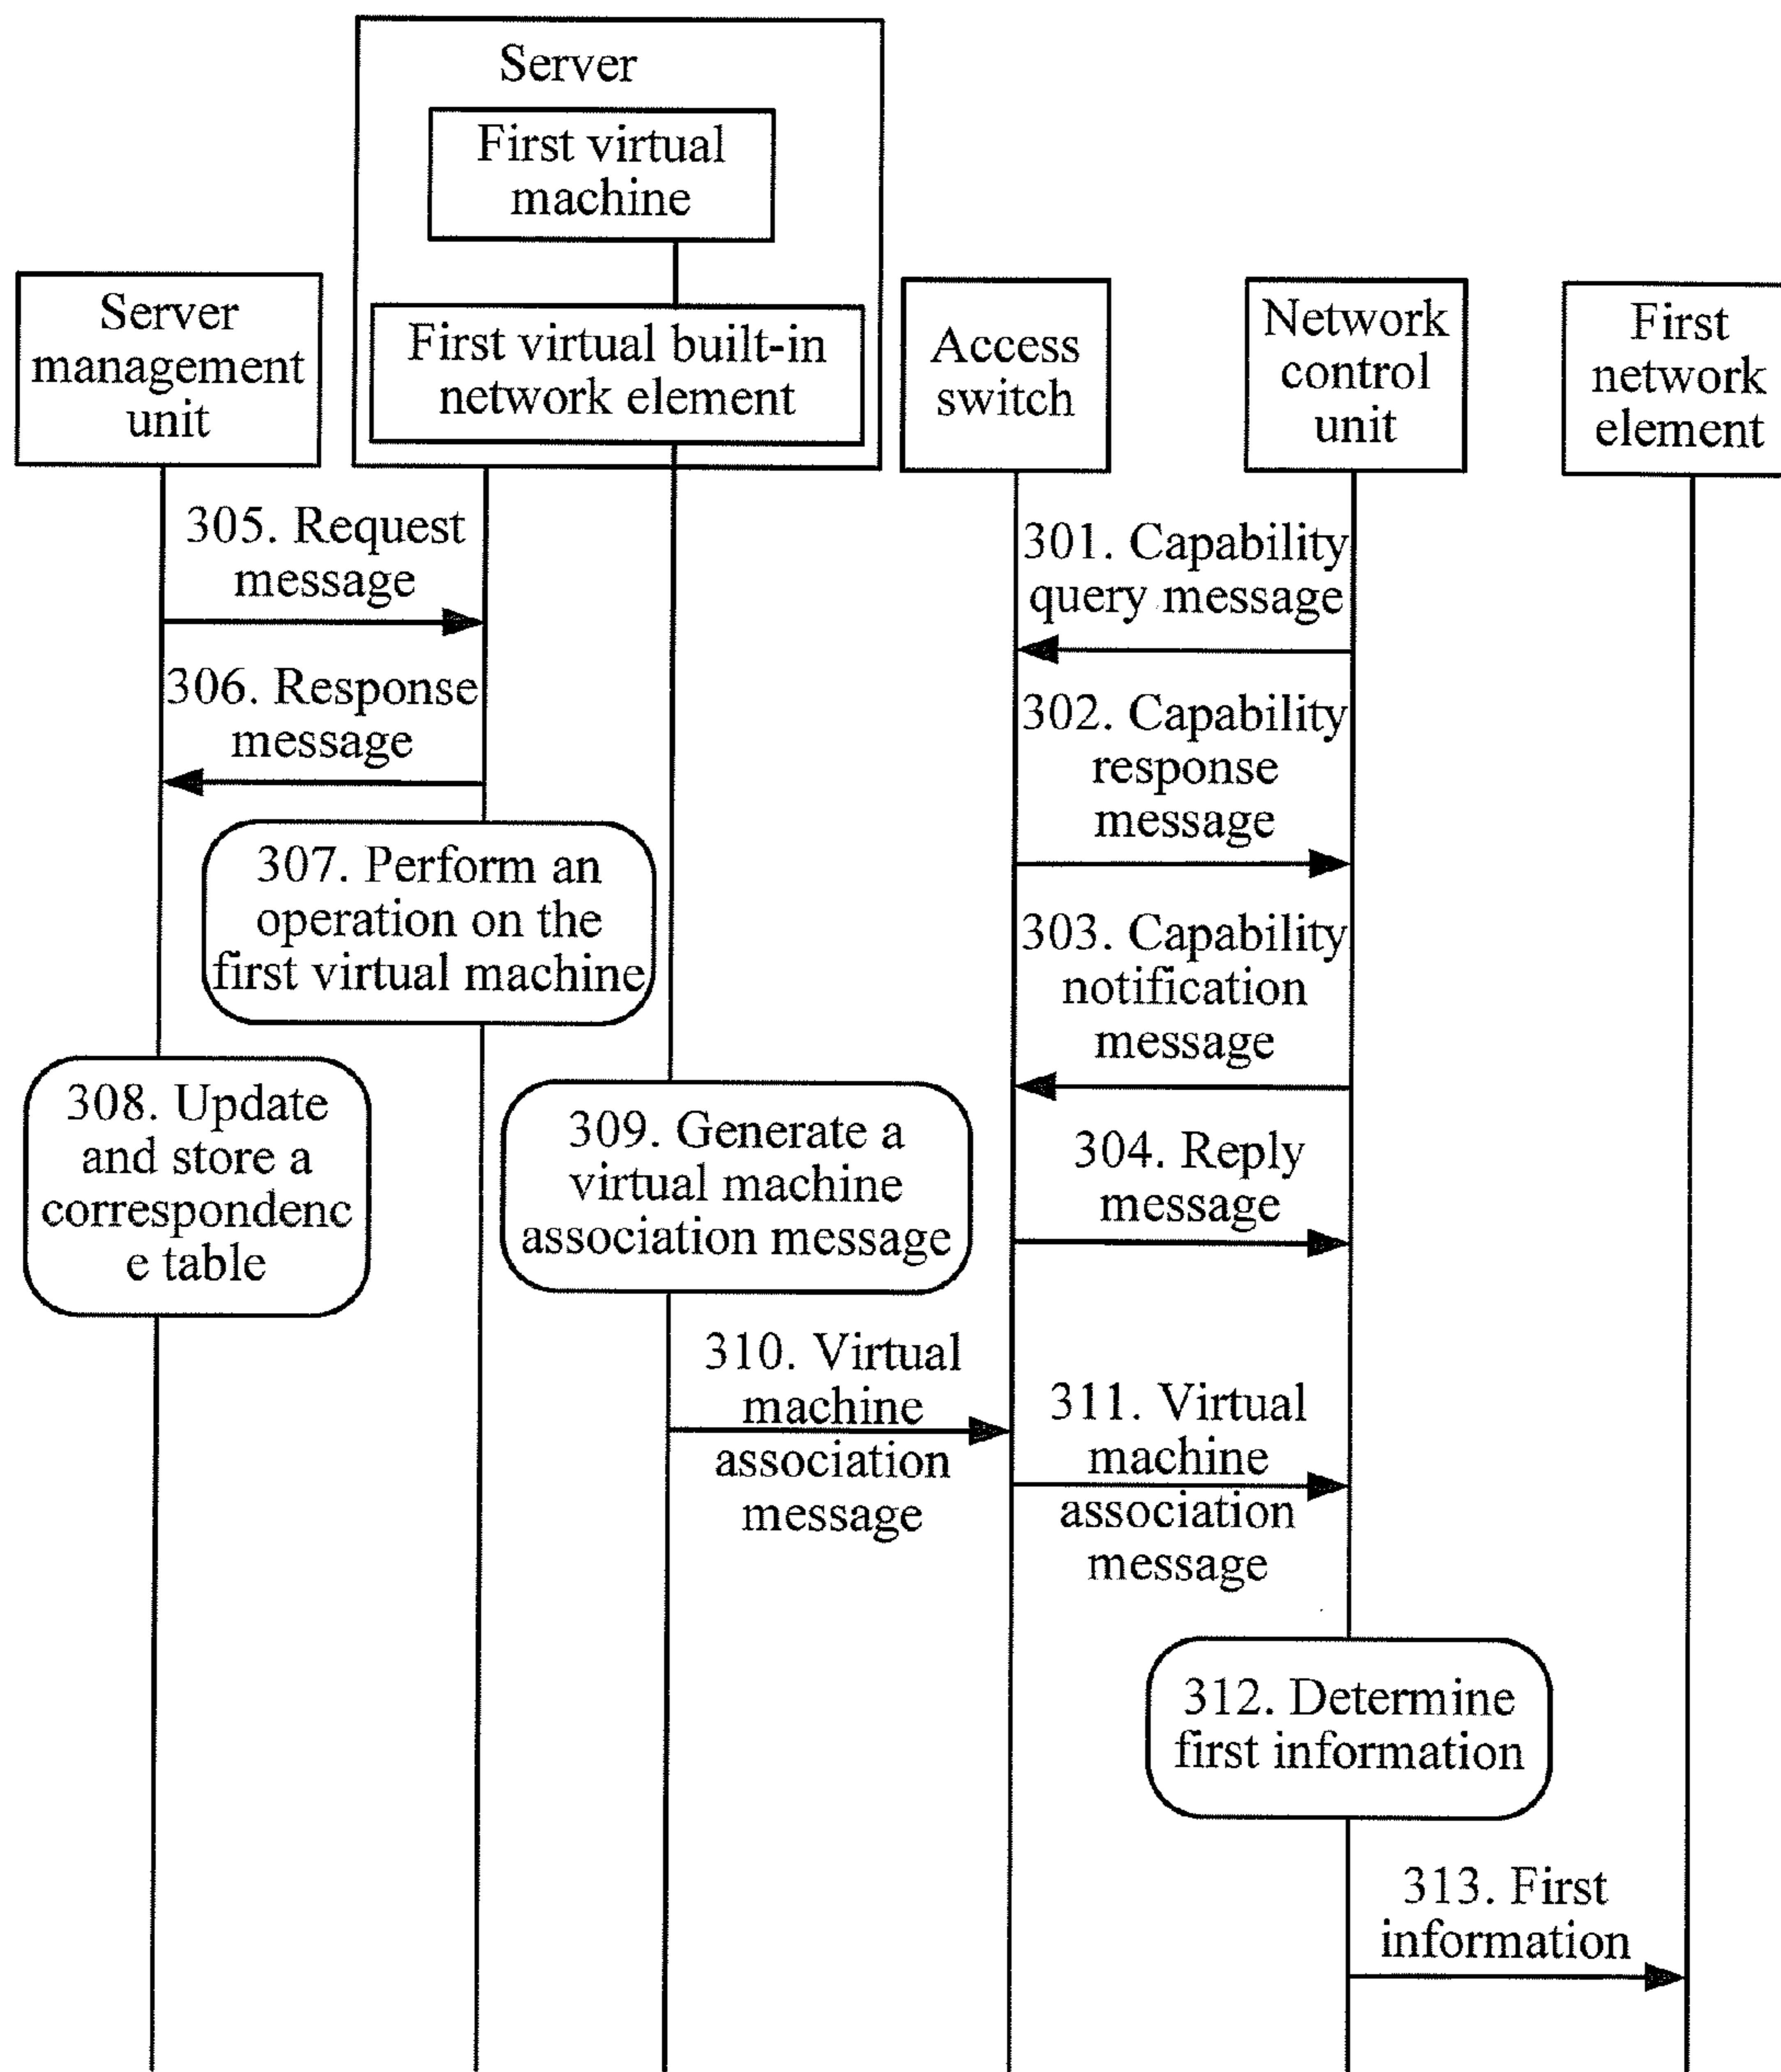 Server
First virtual
machine
Server
management
unit
First virtual built-in
network element
Access
switch
Network
control
unit
First
network
element
305. Request
message
301. Capability
query message
306. Response
message
302. Capability
response
message
307. Perform an
operation on the
first virtual machine
303. Capability
notification
message
308. Update
and store a
correspondenc
e table
309. Generate a
virtual machine
association message
304. Reply
message
310. Virtual
machine
association
message
311. Virtual
machine
association
message
312. Determine
first information
313. First
information